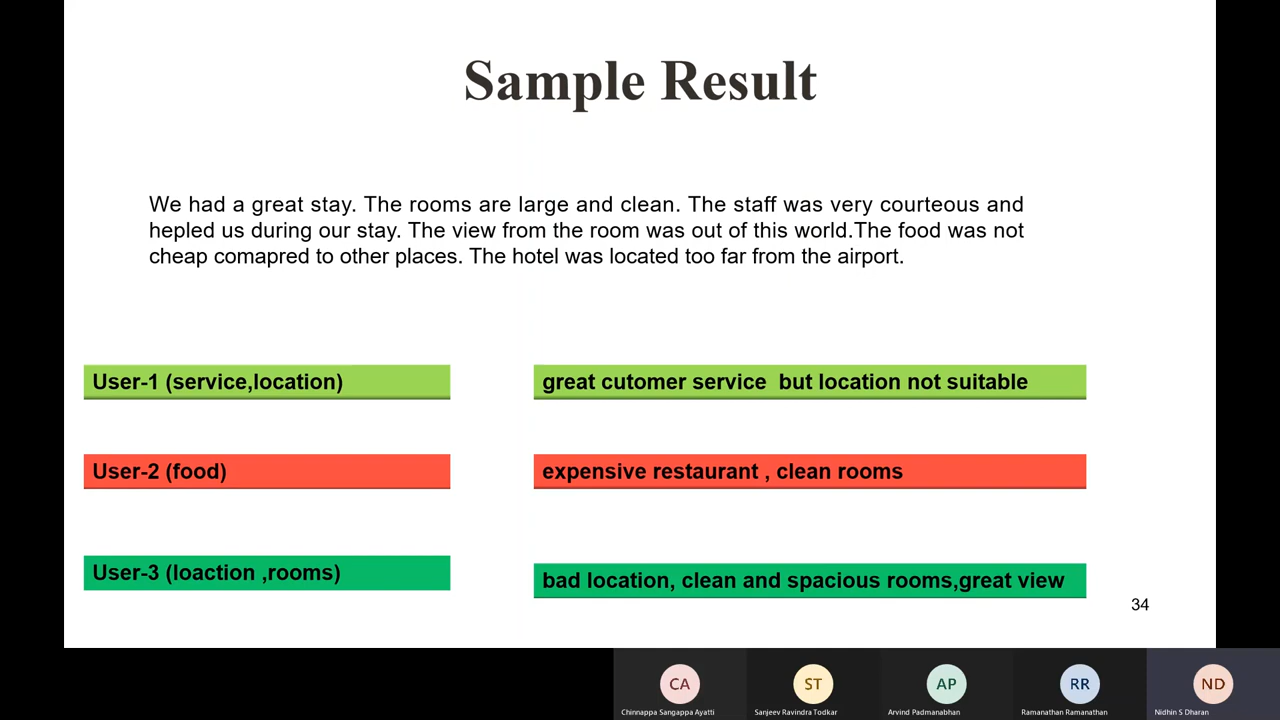 Sample Result
We had a great stay. The rooms are large and clean. The staff was very courteous and
hepled us during our stay. The view from the room was out of this world.The food was not
cheap comapred to other places. The hotel was located too far from the airport.
User-1 (service,location)
great cutomer service  but location not suitable
User-2 (food)
expensive restaurant , clean rooms
User-3 (loaction ,rooms)
bad location, clean and spacious rooms,great view
34
CA
ST
AP
RR
ND
Chinnappa Sangappa Ayatti
Sanjeev Ravindra Todkar
Arvind Padmanabhan
Ramanathan Ramanathan
Nidhin S Dharan